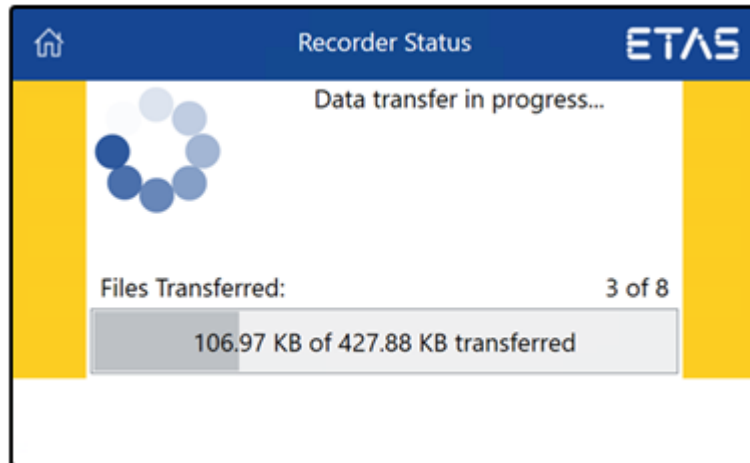 Recorder Status
ETAS
Data transfer in progress...
Files Transferred: 3 of 8
106.97 KB of 427.88 KB transferred